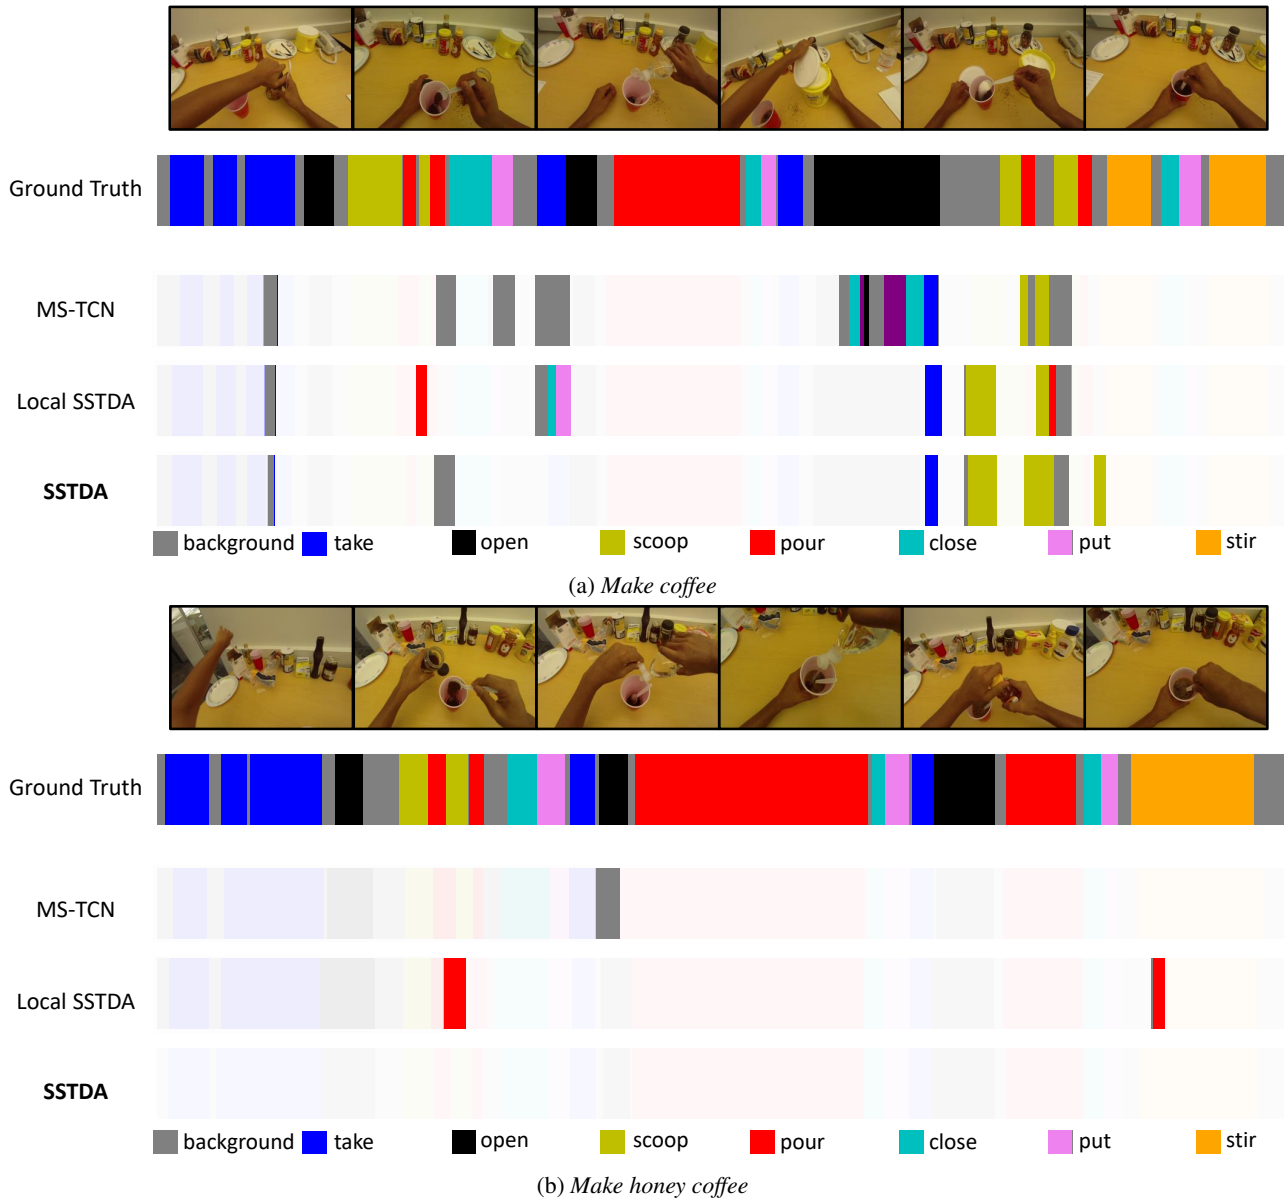 Ground Truth
MS-TCN
Local SSTDA
SSTDA
background take open scoop pour close put stir
(a) Make coffee
Ground Truth
MS-TCN
Local SSTDA
SSTDA
background take open scoop pour close put stir
(b) Make honey coffee